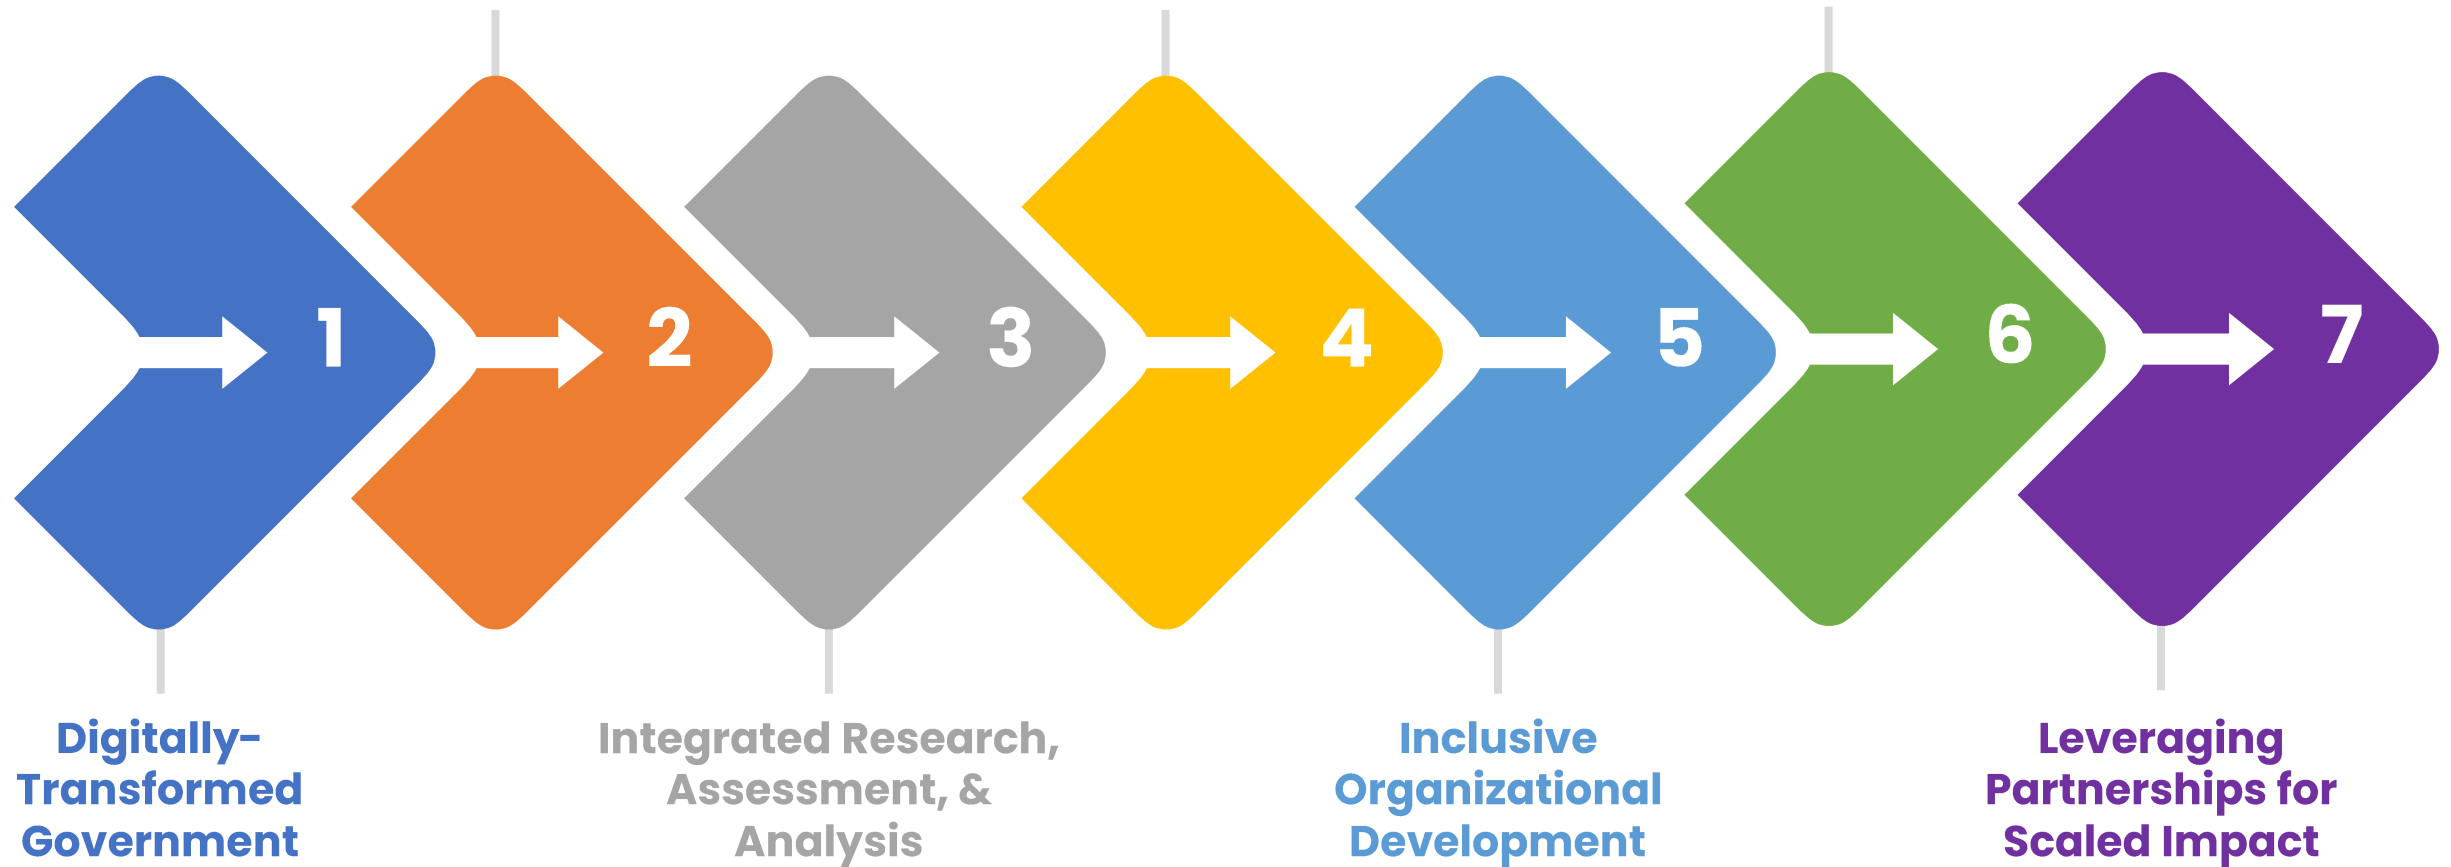 1
2
3
4
5
6
7
Digitally-
Transformed
Government
Integrated Research,
Assessment, &
Analysis
Inclusive
Organizational
Development
Leveraging
Partnerships for
Scaled Impact